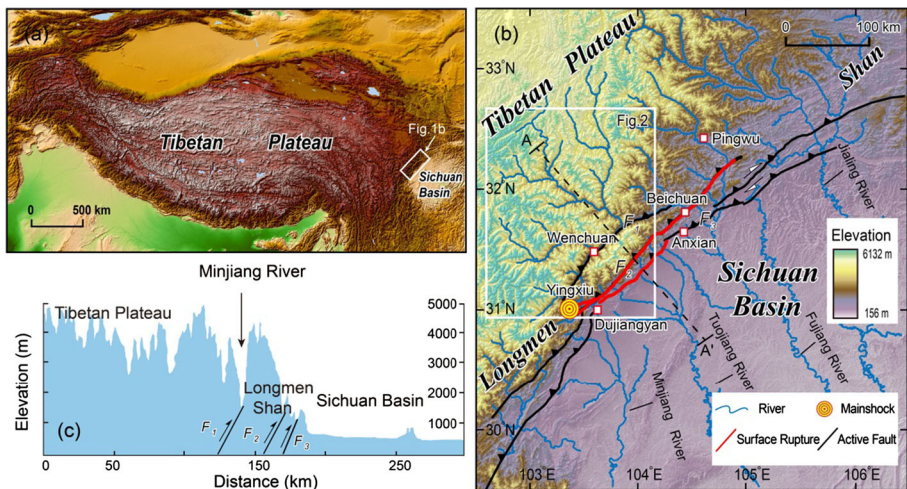 (a)
Tibetan Plateau
Fig.1b
Sichuan
Basin
0 500 km
(b)
0 100 km
33°N
32°N
31°N
30°N
103°E
104°E
105°E
106°E
Tibetan Plateau
Longmen
Shan
Fig.2
A
A'
Pingwu
Beichuan
Wenchuan
Anxian
Yingxiu
Dujiangyan
F1
F2
F3
Sichuan
Basin
Jialing River
Fujiang River
Tuojiang River
Minjiang River
Elevation
6132 m
156 m
River
Mainshock
Surface Rupture
Active Fault
Minjiang River
Tibetan Plateau
Longmen
Shan
Sichuan Basin
F1
F2
F3
(c)
Elevation (m)
5000
4000
3000
2000
1000
0 50 100 150 200 250
Distance (km)